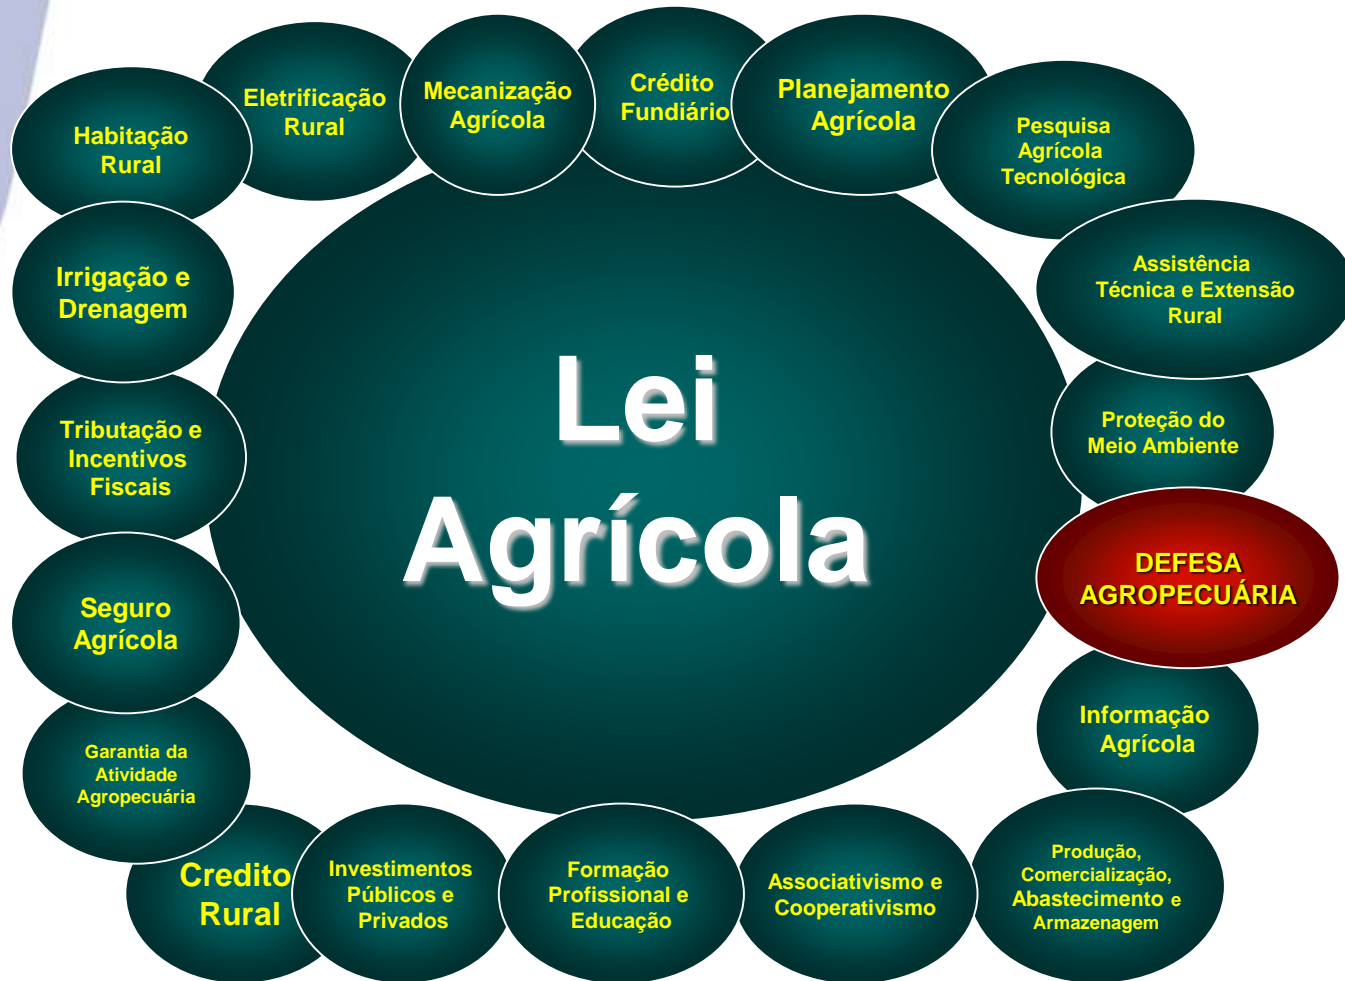 Habitação
Rural
Eletrificação
Rural
Mecanização
Agrícola
Crédito
Fundiário
Planejamento
Agrícola
Pesquisa
Agrícola
Tecnológica
Assistência
Técnica e Extensão
Rural
Proteção do
Meio Ambiente
DEFESA
AGROPECUÁRIA
Informação
Agrícola
Produção,
Comercialização,
Abastecimento e
Armazenagem
Associativismo e
Cooperativismo
Formação
Profissional e
Educação
Investimentos
Públicos e
Privados
Credito
Rural
Garantia da
Atividade
Agropecuária
Seguro
Agrícola
Tributação e
Incentivos
Fiscais
Irrigação e
Drenagem
Lei
Agrícola